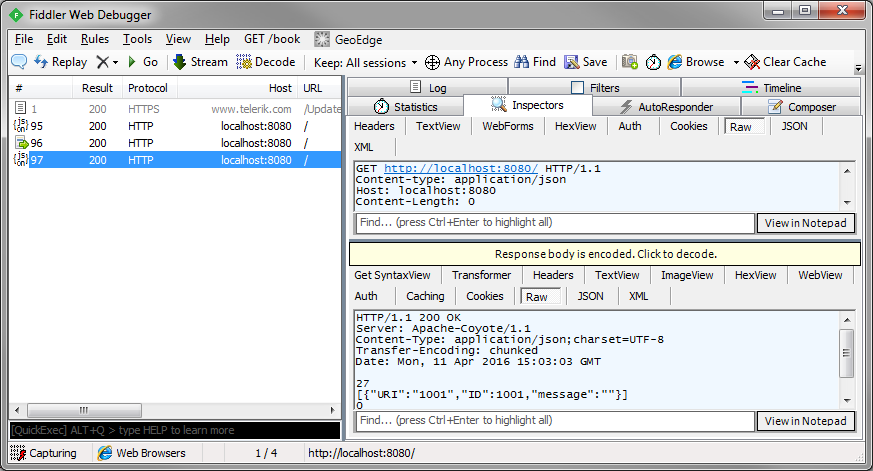 Fiddler Web Debugger
File Edit Rules Tools View Help GET /book GeoEdge
Replay Go Stream Decode Keep: All sessions Any Process Find Save Browse Clear Cache
# Result Protocol Host URL
1 200 HTTPS www.telerik.com /Update
95 200 HTTP localhost:8080 /
96 200 HTTP localhost:8080 /
97 200 HTTP localhost:8080 /
[QuickExec] ALT+Q > type HELP to learn more
Log Filters Timeline
Statistics Inspectors AutoResponder Composer
Headers TextView WebForms HexView Auth Cookies Raw JSON
XML
GET http://localhost:8080/ HTTP/1.1
Content-type: application/json
Host: localhost:8080
Content-Length: 0
Find... (press Ctrl+Enter to highlight all) View in Notepad
Response body is encoded. Click to decode.
Get SyntaxView Transformer Headers TextView ImageView HexView WebView
Auth Caching Cookies Raw JSON XML
HTTP/1.1 200 OK
Server: Apache-Coyote/1.1
Content-Type: application/json;charset=UTF-8
Transfer-Encoding: chunked
Date: Mon, 11 Apr 2016 15:03:03 GMT
27
[{"URI":"1001","ID":1001,"message":""}]
0
Find... (press Ctrl+Enter to highlight all) View in Notepad
Capturing Web Browsers 1 / 4 http://localhost:8080/